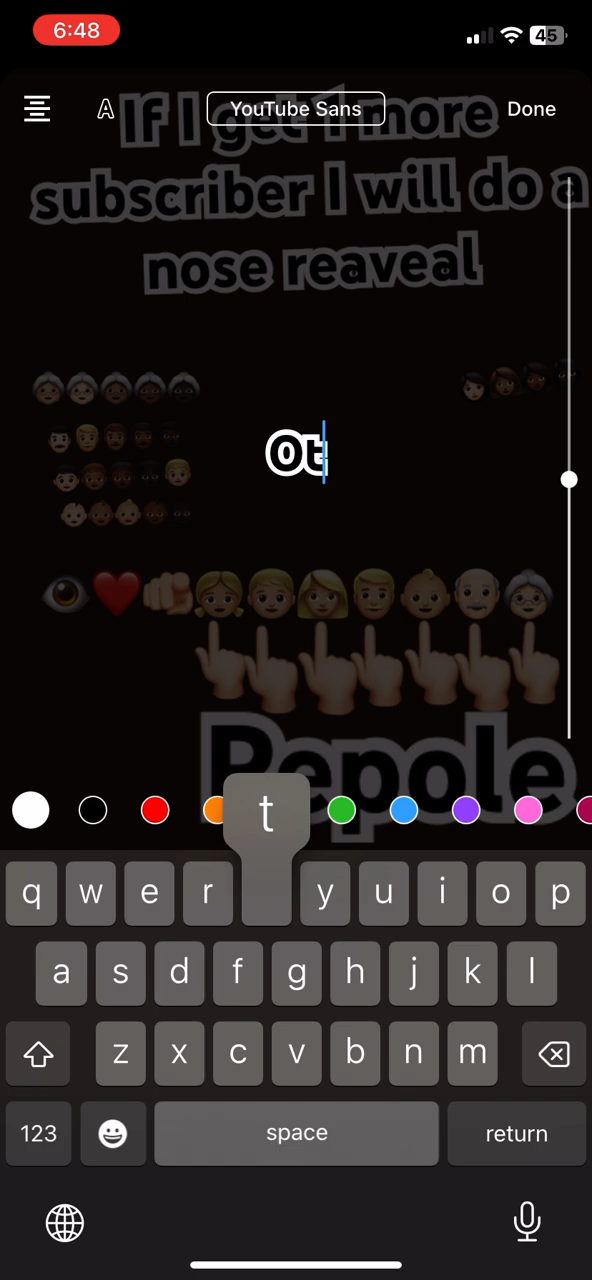 6:48
45
A
YouTube Sans
Done
If I get 1 more
subscriber I will do a
nose reaveal
Ot
Pepole
t
q w e r y u i o p
a s d f g h j k l
z x c v b n m
123
space
return